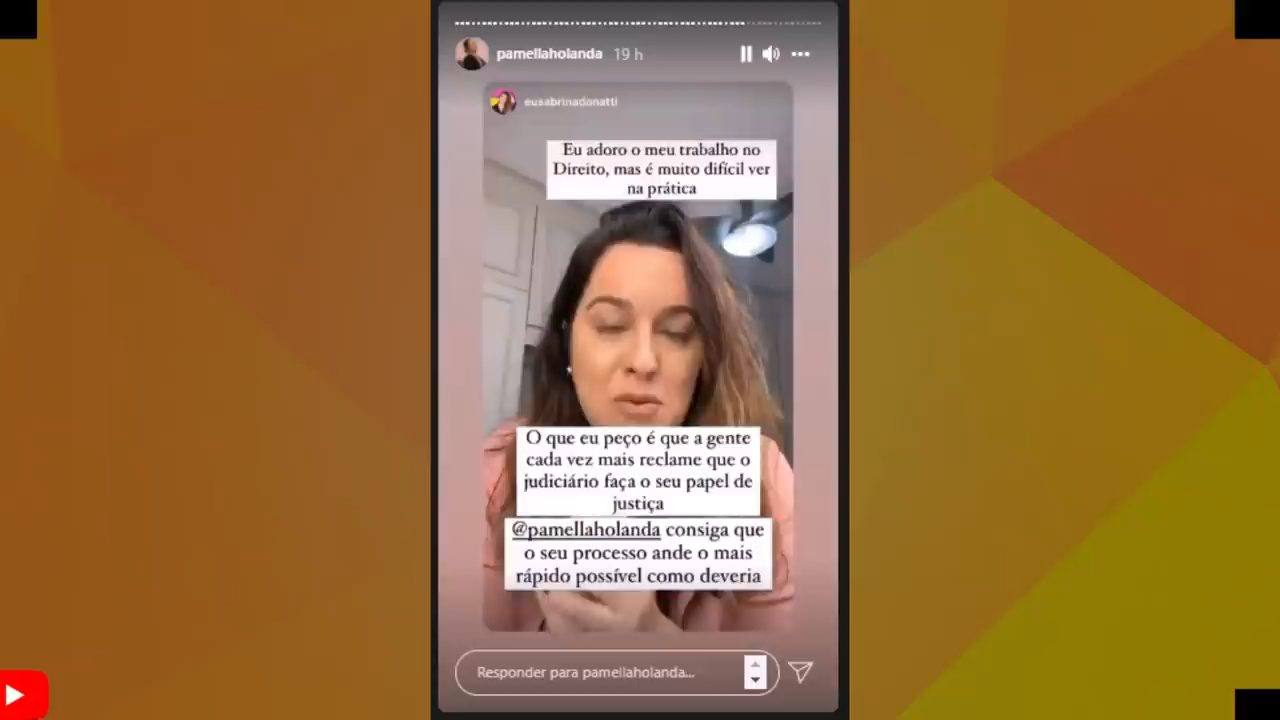 pamellaholanda 19 h
eusabrinadonatti
Eu adoro o meu trabalho no
Direito, mas é muito difícil ver
na prática
O que eu peço é que a gente
cada vez mais reclame que o
judiciário faça o seu papel de
justiça
@pamellaholanda consiga que
o seu processo ande o mais
rápido possível como deveria
Responder para pamellaholanda...